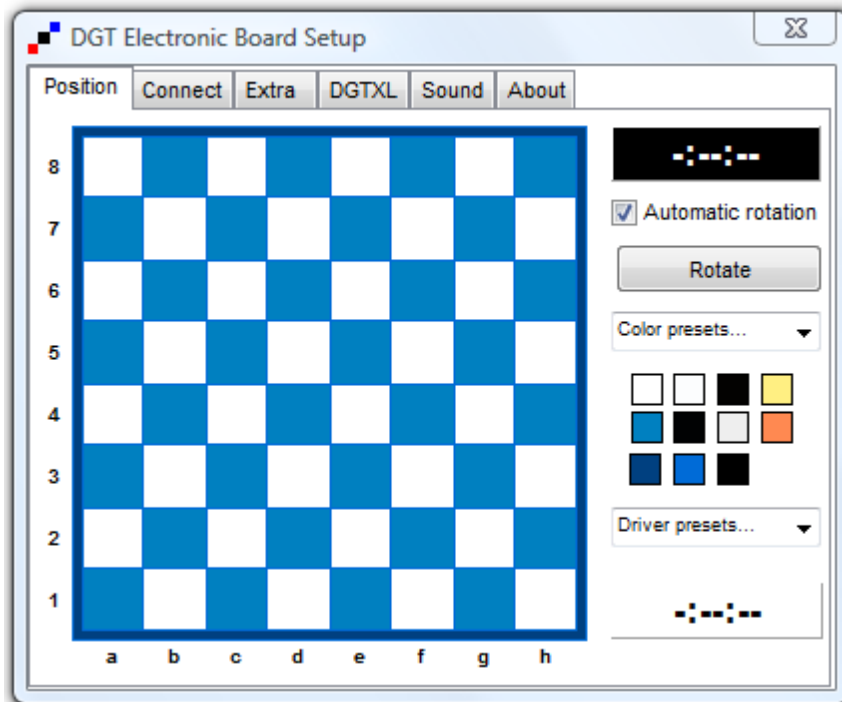 DGT Electronic Board Setup
Position Connect Extra DGTXL Sound About
-:--:--
8
Automatic rotation
7
Rotate
6
Color presets...
5
4
3
Driver presets...
2
1
-:--:--
a b c d e f g h